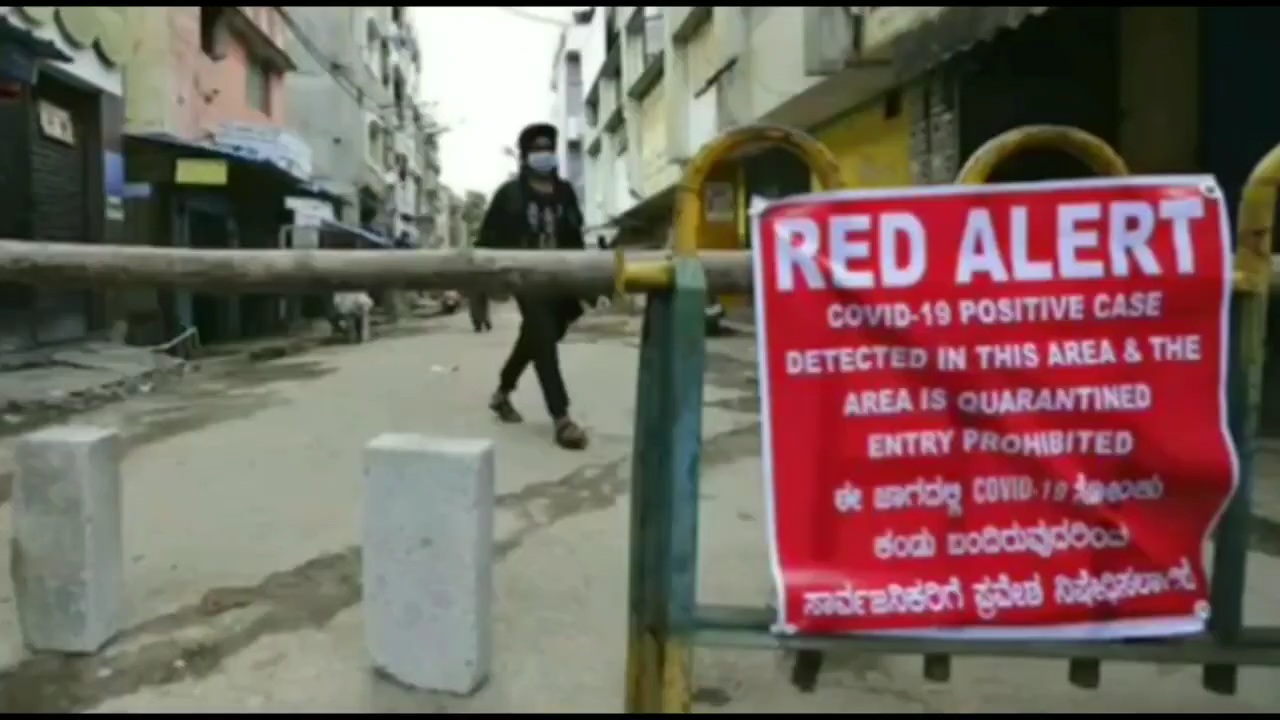 RED ALERT
COVID-19 POSITIVE CASE
DETECTED IN THIS AREA & THE
AREA IS QUARANTINED
ENTRY PROHIBITED
ಈ ಜಾಗದಲ್ಲಿ COVID-19 ಸೋಂಕು
ಕಂಡು ಬಂದಿರುವುದರಿಂದ
ಸಾರ್ವಜನಿಕರಿಗೆ ಪ್ರವೇಶ ನಿಷೇಧಿಸಲಾಗಿದೆ